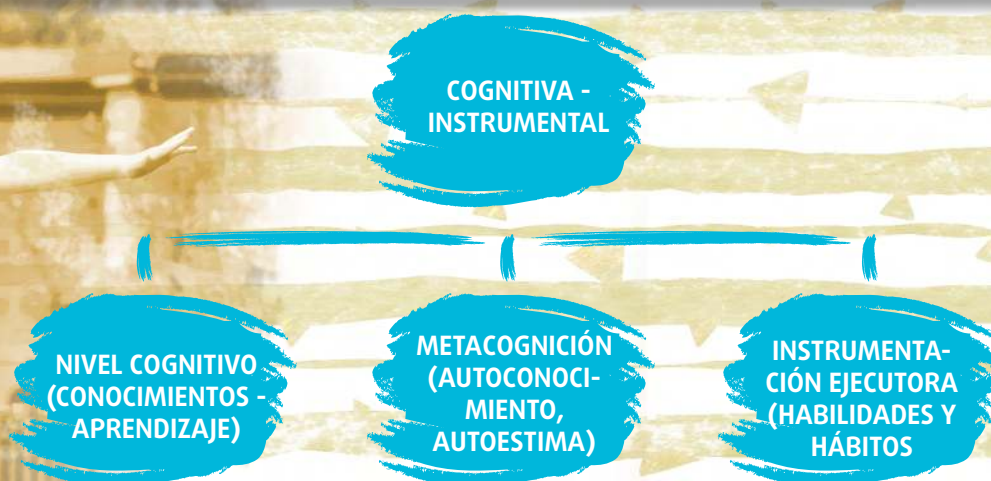 COGNITIVA -
INSTRUMENTAL
NIVEL COGNITIVO
(CONOCIMIENTOS -
APRENDIZAJE)
METACOGNICIÓN
(AUTOCONOCI-
MIENTO,
AUTOESTIMA)
INSTRUMENTA-
CIÓN EJECUTORA
(HABILIDADES Y
HÁBITOS